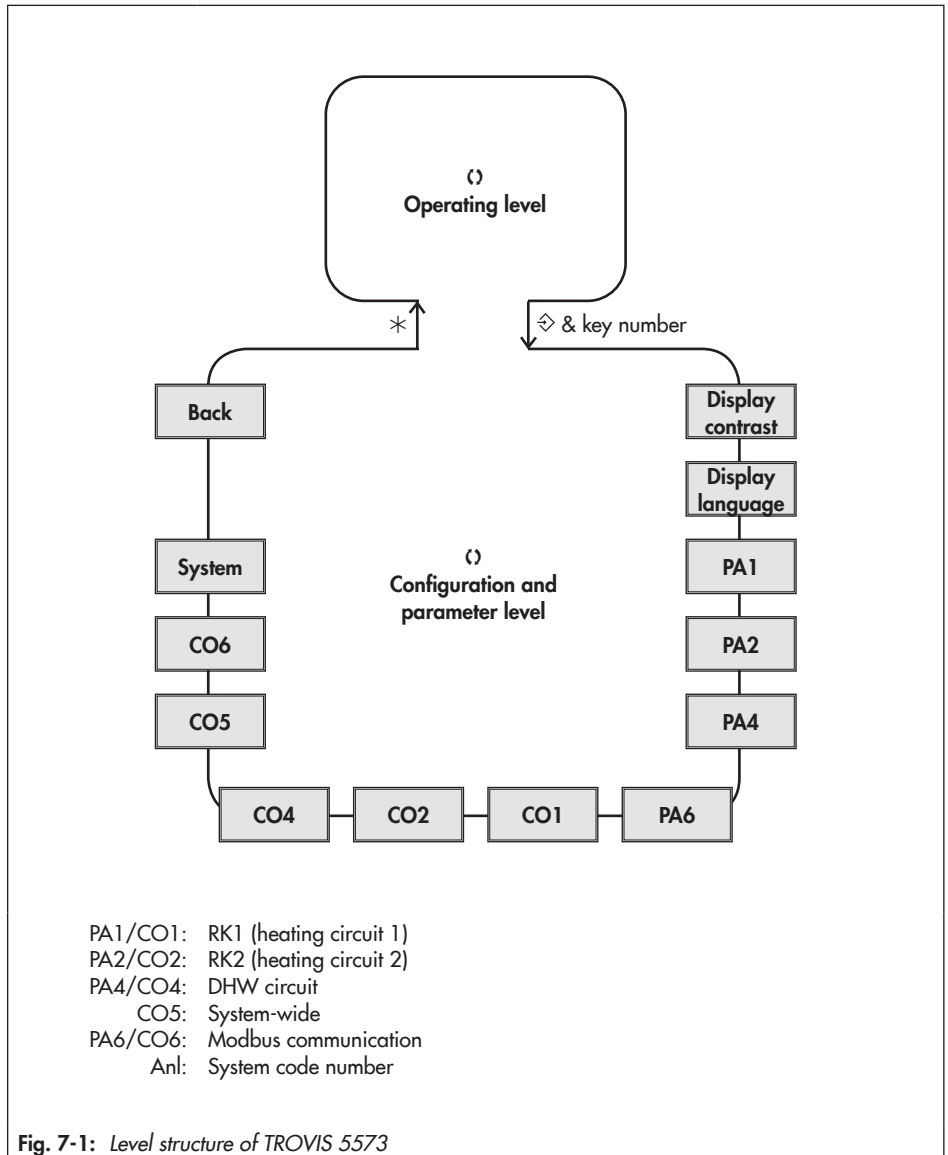 Operating level
& key number
Back
Display
contrast
Display
language
System
Configuration and
parameter level
PA1
CO6
PA2
CO5
PA4
CO4
CO2
CO1
PA6
PA1/CO1: RK1 (heating circuit 1)
PA2/CO2: RK2 (heating circuit 2)
PA4/CO4: DHW circuit
CO5: System-wide
PA6/CO6: Modbus communication
Anl: System code number
Fig. 7-1: Level structure of TROVIS 5573